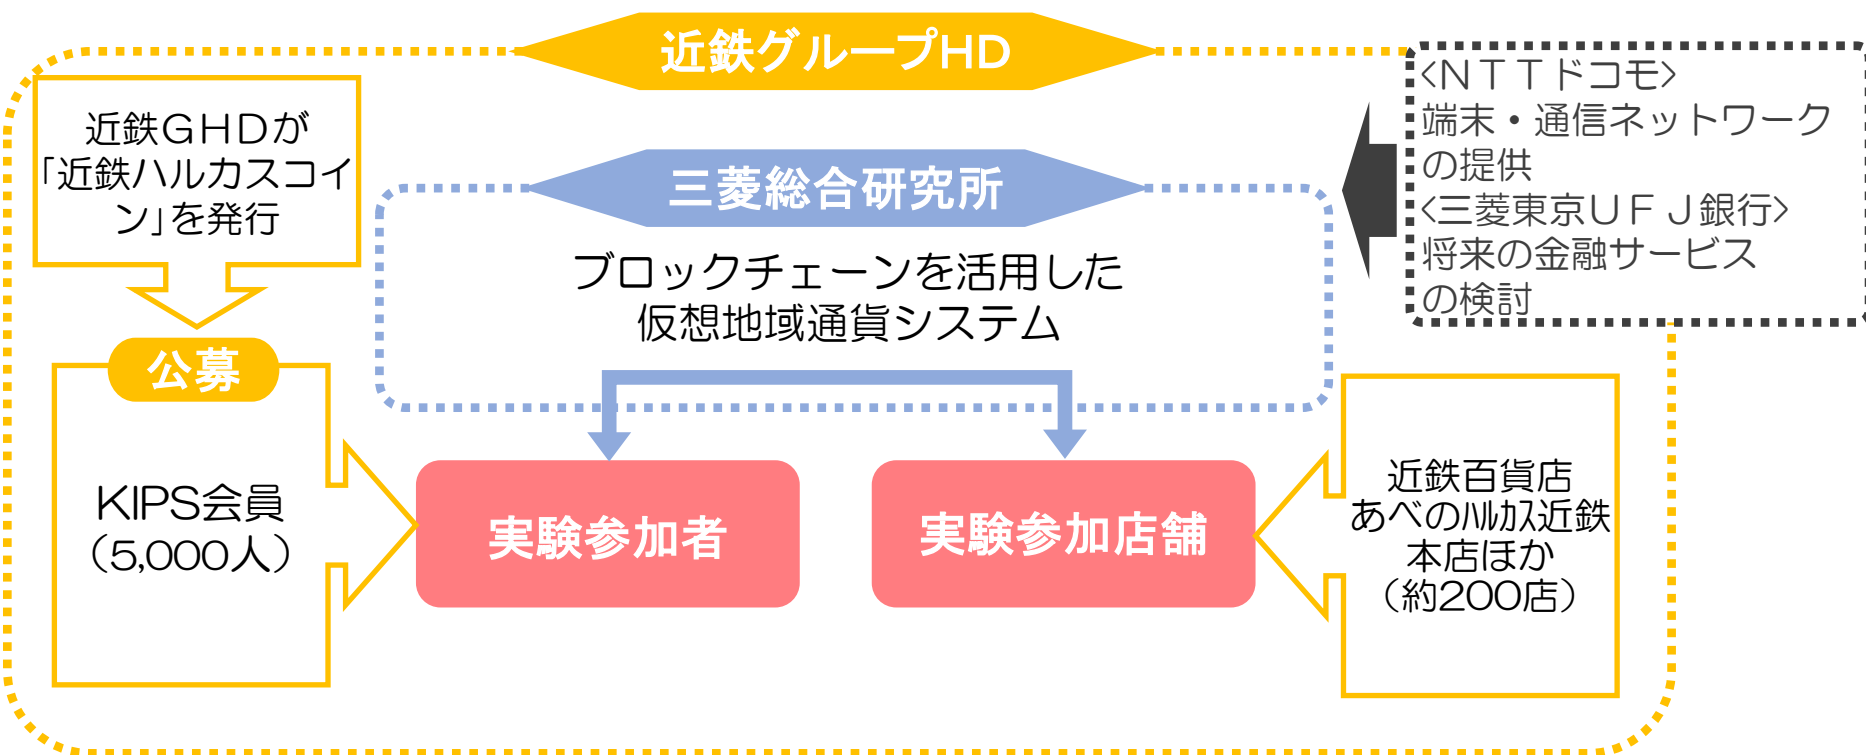 近鉄グループHD
近鉄GHDが
「近鉄ハルカスコイ
ン」を発行
三菱総合研究所
ブロックチェーンを活用した
仮想地域通貨システム
<NTTドコモ>
端末・通信ネットワーク
の提供
<三菱東京UFJ銀行>
将来の金融サービス
の検討
公募
KIPS会員
（5,000人）
実験参加者
実験参加店舗
近鉄百貨店
あべのﾊﾙｶｽ近鉄
本店ほか
（約200店）